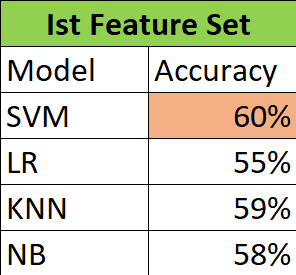 Ist Feature Set
Model Accuracy
SVM 60%
LR 55%
KNN 59%
NB 58%